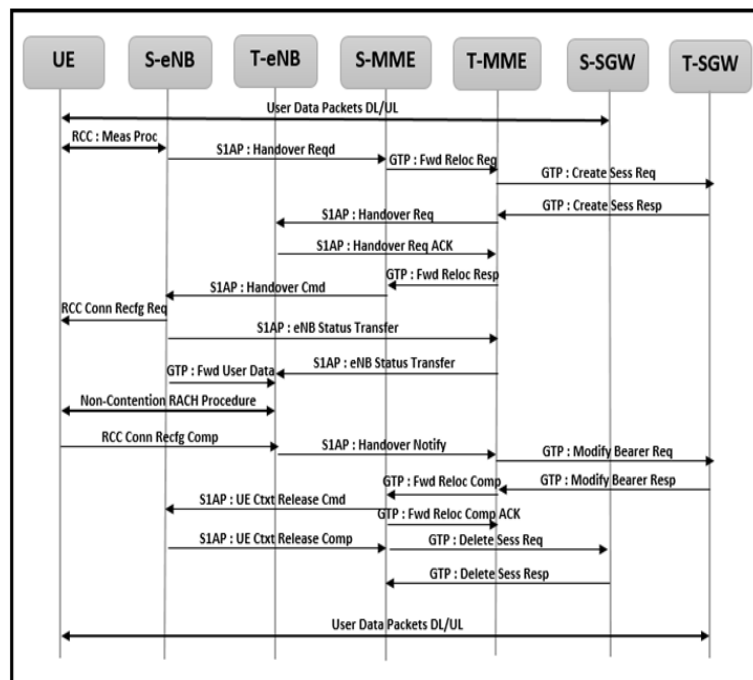 UE
S-eNB
T-eNB
S-MME
T-MME
S-SGW
T-SGW
User Data Packets DL/UL
RCC : Meas Proc
S1AP : Handover Reqd
GTP : Fwd Reloc Req
GTP : Create Sess Req
GTP : Create Sess Resp
S1AP : Handover Req
S1AP : Handover Req ACK
GTP : Fwd Reloc Resp
S1AP : Handover Cmd
RCC Conn Recfg Req
S1AP : eNB Status Transfer
S1AP : eNB Status Transfer
GTP : Fwd User Data
Non-Contention RACH Procedure
RCC Conn Recfg Comp
S1AP : Handover Notify
GTP : Modify Bearer Req
GTP : Fwd Reloc Comp
GTP : Modify Bearer Resp
S1AP : UE Ctxt Release Cmd
GTP : Fwd Reloc Comp ACK
S1AP : UE Ctxt Release Comp
GTP : Delete Sess Req
GTP : Delete Sess Resp
User Data Packets DL/UL